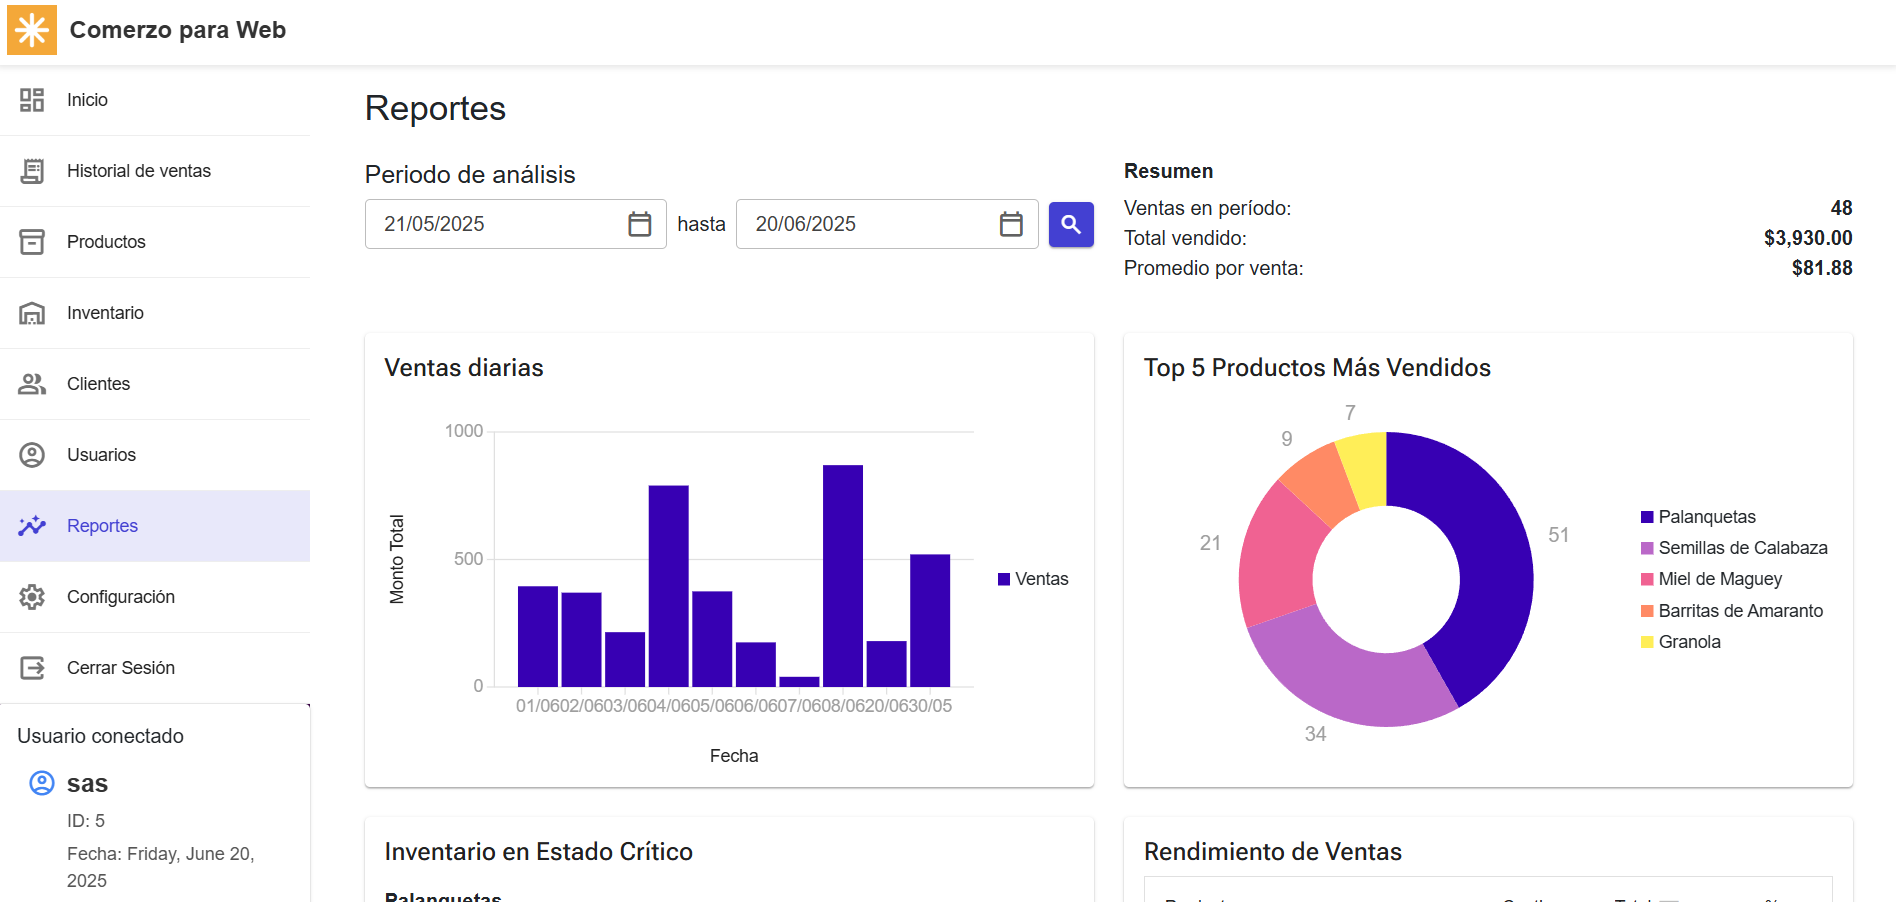 Comerzo para Web
Inicio
Historial de ventas
Productos
Inventario
Clientes
Usuarios
Reportes
Configuración
Cerrar Sesión
Usuario conectado
sas
ID: 5
Fecha: Friday, June 20,
2025
Reportes
Periodo de análisis
21/05/2025 hasta 20/06/2025
Resumen
Ventas en período: 48
Total vendido: $3,930.00
Promedio por venta: $81.88
Ventas diarias
1000
500
0
Monto Total
01/06 02/06 03/06 04/06 05/06 06/06 07/06 08/06 20/06 30/05
Fecha
Ventas
Top 5 Productos Más Vendidos
7
9
21
51
34
Palanquetas
Semillas de Calabaza
Miel de Maguey
Barritas de Amaranto
Granola
Inventario en Estado Crítico
Palanquetas
Rendimiento de Ventas